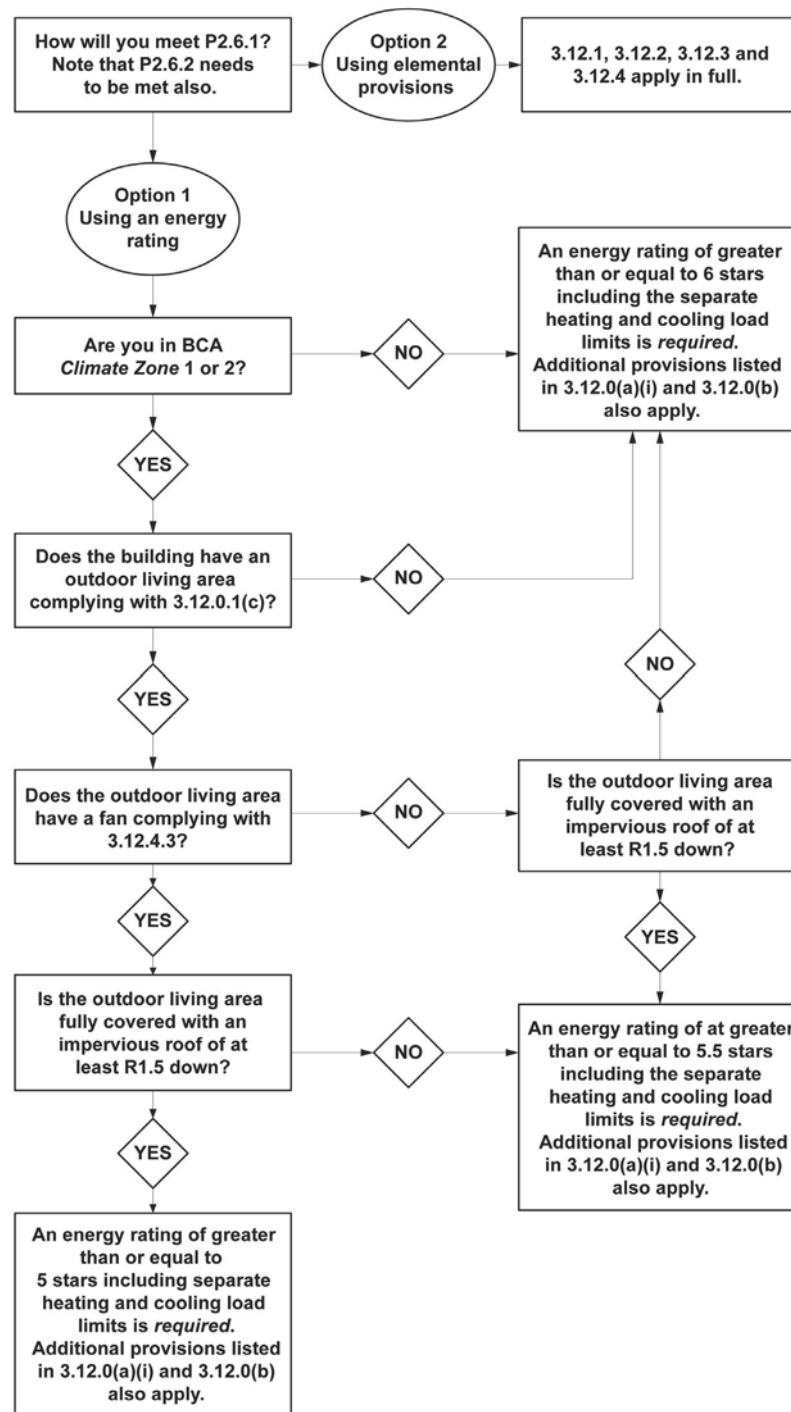 How will you meet P2.6.1?
Note that P2.6.2 needs
to be met also.
Option 2
Using elemental
provisions
3.12.1, 3.12.2, 3.12.3 and
3.12.4 apply in full.
Option 1
Using an energy
rating
Are you in BCA
Climate Zone 1 or 2?
NO
An energy rating of greater
than or equal to 6 stars
including the separate
heating and cooling load
limits is required.
Additional provisions listed
in 3.12.0(a)(i) and 3.12.0(b)
also apply.
YES
Does the building have an
outdoor living area
complying with 3.12.0.1(c)?
NO
YES
NO
Does the outdoor living area
have a fan complying with
3.12.4.3?
NO
Is the outdoor living area
fully covered with an
impervious roof of at
least R1.5 down?
YES
YES
Is the outdoor living area
fully covered with an
impervious roof of at
least R1.5 down?
NO
An energy rating of at greater
than or equal to 5.5 stars
including the separate
heating and cooling load
limits is required.
Additional provisions listed
in 3.12.0(a)(i) and 3.12.0(b)
also apply.
YES
An energy rating of greater
than or equal to
5 stars including separate
heating and cooling load
limits is required.
Additional provisions listed
in 3.12.0(a)(i) and 3.12.0(b)
also apply.